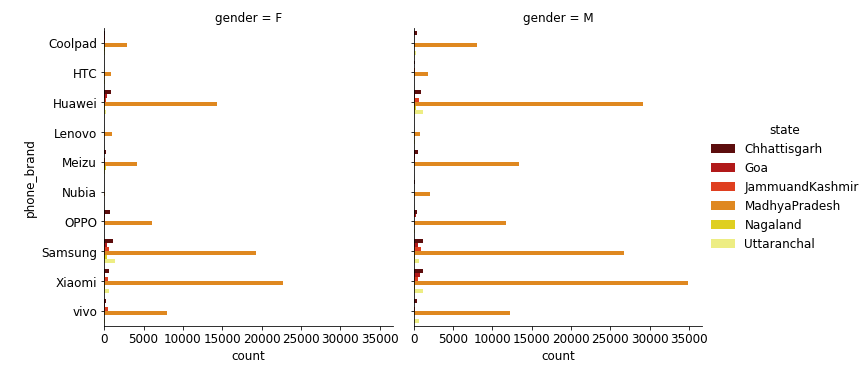 gender = F
gender = M
phone_brand
Coolpad
HTC
Huawei
Lenovo
Meizu
Nubia
OPPO
Samsung
Xiaomi
vivo
0 5000 10000 15000 20000 25000 30000 35000
0 5000 10000 15000 20000 25000 30000 35000
count
count
state
Chhattisgarh
Goa
JammuandKashmir
MadhyaPradesh
Nagaland
Uttaranchal